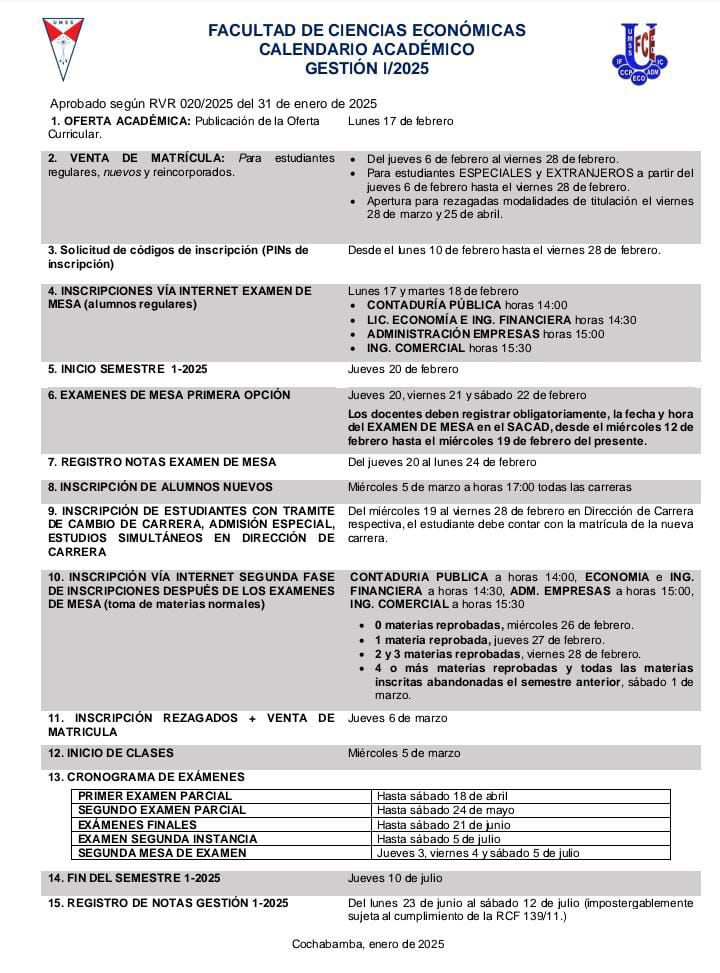 UMSS
FACULTAD DE CIENCIAS ECONÓMICAS
CALENDARIO ACADÉMICO
GESTIÓN I/2025
UMSS
FCE
IF
IC
CCP
ECO
ADM
Aprobado según RVR 020/2025 del 31 de enero de 2025
1. OFERTA ACADÉMICA: Publicación de la Oferta
Curricular.
Lunes 17 de febrero
2. VENTA DE MATRÍCULA: Para estudiantes
regulares, nuevos y reincorporados.
• Del jueves 6 de febrero al viernes 28 de febrero.
• Para estudiantes ESPECIALES y EXTRANJEROS a partir del
jueves 6 de febrero hasta el viernes 28 de febrero.
• Apertura para rezagadas modalidades de titulación el viernes
28 de marzo y 25 de abril.
3. Solicitud de códigos de inscripción (PINs de
inscripción)
Desde el lunes 10 de febrero hasta el viernes 28 de febrero.
4. INSCRIPCIONES VÍA INTERNET EXAMEN DE
MESA (alumnos regulares)
Lunes 17 y martes 18 de febrero
• CONTADURÍA PÚBLICA horas 14:00
• LIC. ECONOMÍA E ING. FINANCIERA horas 14:30
• ADMINISTRACIÓN EMPRESAS horas 15:00
• ING. COMERCIAL horas 15:30
5. INICIO SEMESTRE 1-2025
Jueves 20 de febrero
6. EXAMENES DE MESA PRIMERA OPCIÓN
Jueves 20, viernes 21 y sábado 22 de febrero
Los docentes deben registrar obligatoriamente, la fecha y hora
del EXAMEN DE MESA en el SACAD, desde el miércoles 12 de
febrero hasta el miércoles 19 de febrero del presente.
7. REGISTRO NOTAS EXAMEN DE MESA
Del jueves 20 al lunes 24 de febrero
8. INSCRIPCIÓN DE ALUMNOS NUEVOS
Miércoles 5 de marzo a horas 17:00 todas las carreras
9. INSCRIPCIÓN DE ESTUDIANTES CON TRAMITE
DE CAMBIO DE CARRERA, ADMISIÓN ESPECIAL,
ESTUDIOS SIMULTÁNEOS EN DIRECCIÓN DE
CARRERA
Del miércoles 19 al viernes 28 de febrero en Dirección de Carrera
respectiva, el estudiante debe contar con la matrícula de la nueva
carrera.
10. INSCRIPCIÓN VÍA INTERNET SEGUNDA FASE
DE INSCRIPCIONES DESPUÉS DE LOS EXAMENES
DE MESA (toma de materias normales)
CONTADURIA PUBLICA a horas 14:00, ECONOMIA e ING.
FINANCIERA a horas 14:30, ADM. EMPRESAS a horas 15:00,
ING. COMERCIAL a horas 15:30
• 0 materias reprobadas, miércoles 26 de febrero.
• 1 materia reprobada, jueves 27 de febrero.
• 2 y 3 materias reprobadas, viernes 28 de febrero.
• 4 o más materias reprobadas y todas las materias
inscritas abandonadas el semestre anterior, sábado 1 de
marzo.
11. INSCRIPCIÓN REZAGADOS + VENTA DE
MATRICULA
Jueves 6 de marzo
12. INICIO DE CLASES
Miércoles 5 de marzo
13. CRONOGRAMA DE EXÁMENES
PRIMER EXAMEN PARCIAL Hasta sábado 18 de abril
SEGUNDO EXAMEN PARCIAL Hasta sábado 24 de mayo
EXÁMENES FINALES Hasta sábado 21 de junio
EXAMEN SEGUNDA INSTANCIA Hasta sábado 5 de julio
SEGUNDA MESA DE EXAMEN Jueves 3, viernes 4 y sábado 5 de julio
14. FIN DEL SEMESTRE 1-2025
Jueves 10 de julio
15. REGISTRO DE NOTAS GESTIÓN 1-2025
Del lunes 23 de junio al sábado 12 de julio (impostergablemente
sujeta al cumplimiento de la RCF 139/11.)
Cochabamba, enero de 2025